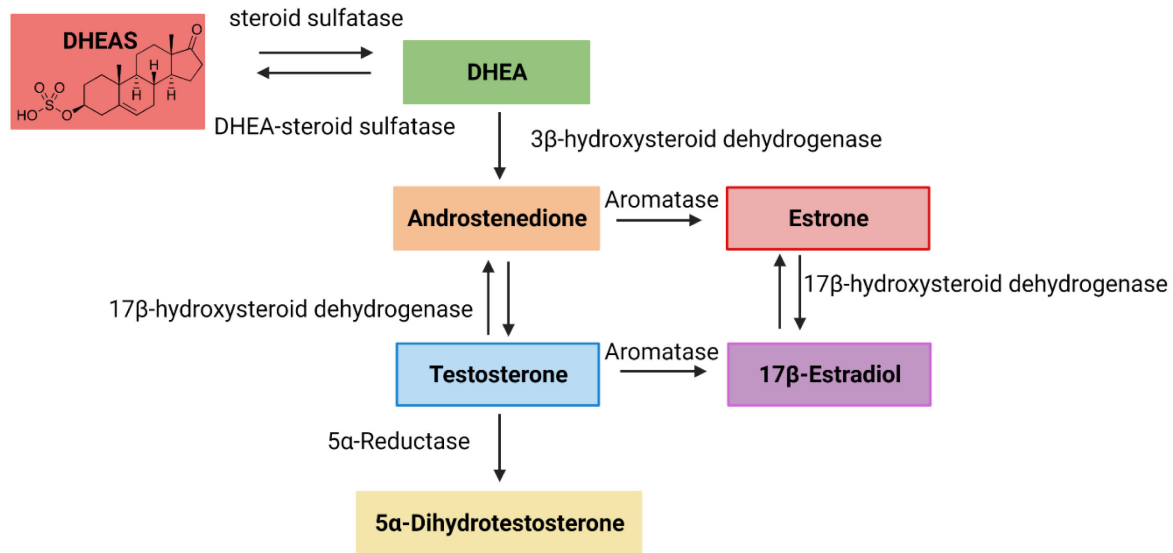 steroid sulfatase
DHEAS
O
H
H
H
O
O
S
HO
O
DHEA
DHEA-steroid sulfatase
3β-hydroxysteroid dehydrogenase
Androstenedione
Aromatase
Estrone
17β-hydroxysteroid dehydrogenase
17β-hydroxysteroid dehydrogenase
Testosterone
Aromatase
17β-Estradiol
5α-Reductase
5α-Dihydrotestosterone